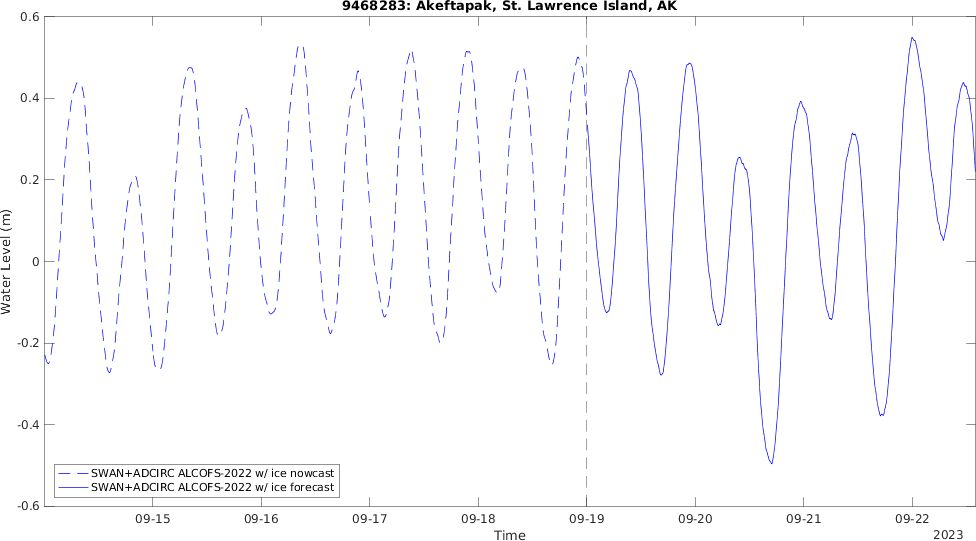 9468283: Akeftapak, St. Lawrence Island, AK
0.6
0.4
0.2
0
-0.2
-0.4
-0.6
Water Level (m)
SWAN+ADCIRC ALCOFS-2022 w/ ice nowcast
SWAN+ADCIRC ALCOFS-2022 w/ ice forecast
09-15 09-16 09-17 09-18 09-19 09-20 09-21 09-22
Time
2023